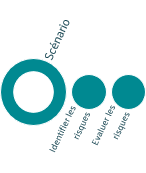 Scénario
Identifier les
risques
Evaluer les
risques